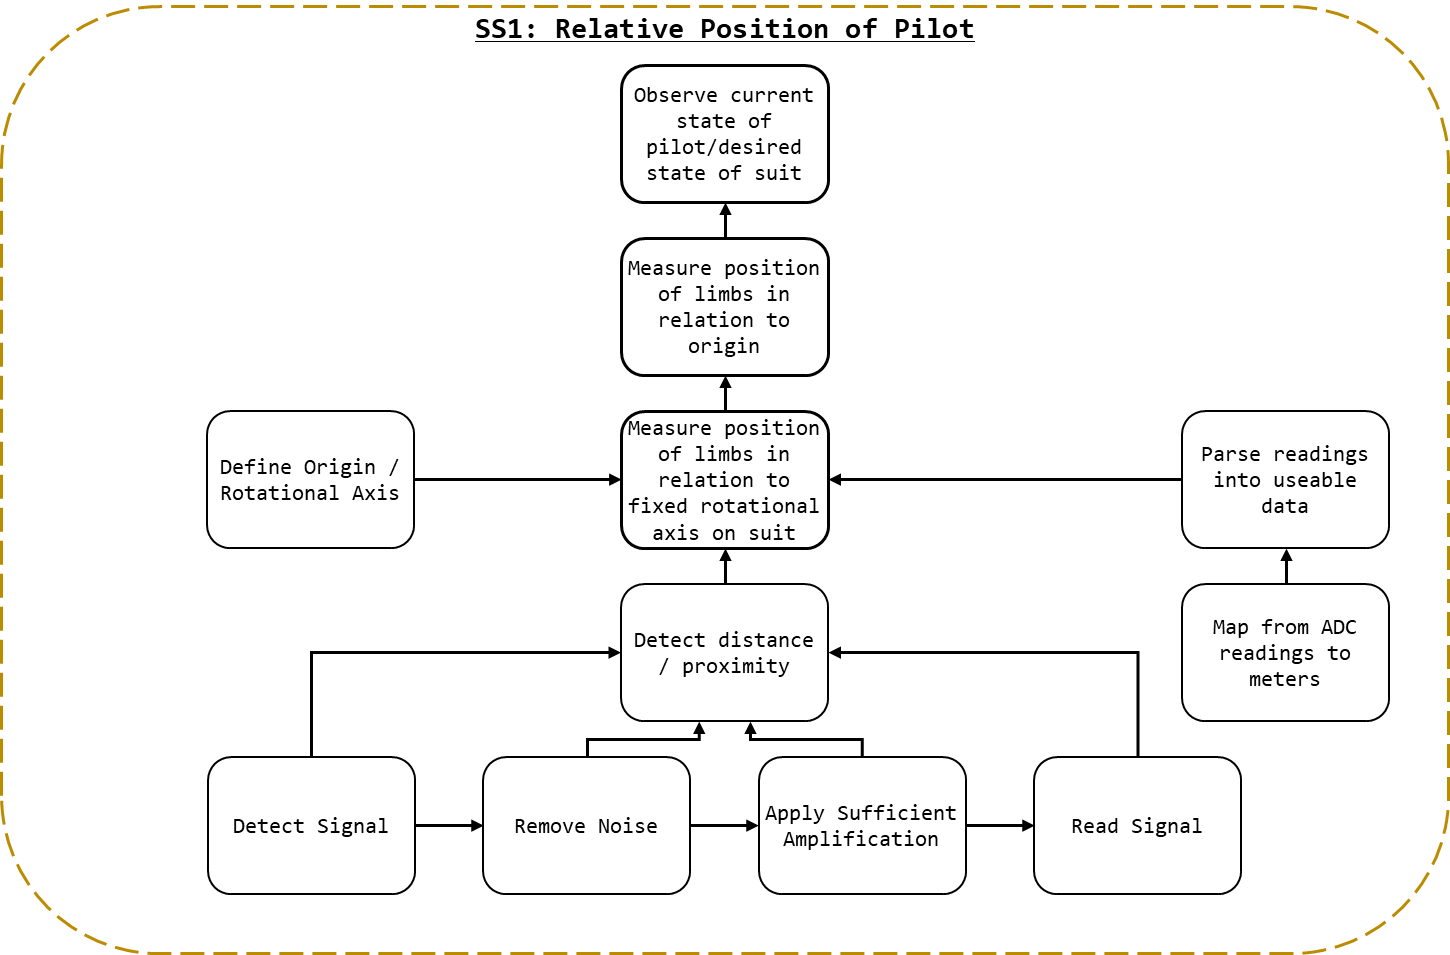 SS1: Relative Position of Pilot
Observe current
state of
pilot/desired
state of suit
Measure position
of limbs in
relation to
origin
Define Origin /
Rotational Axis
Measure position
of limbs in
relation to
fixed rotational
axis on suit
Parse readings
into useable
data
Detect distance
/ proximity
Map from ADC
readings to
meters
Detect Signal
Remove Noise
Apply Sufficient
Amplification
Read Signal